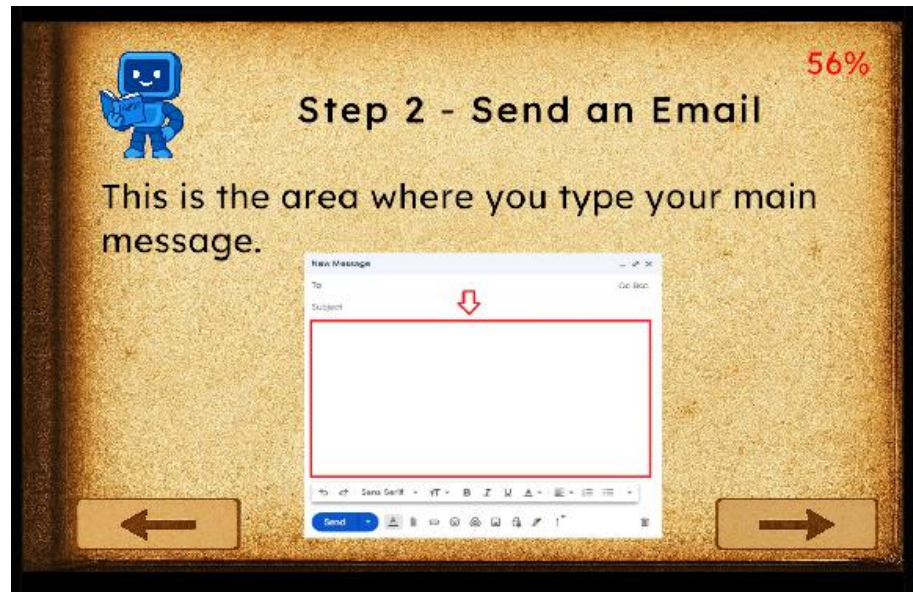 56%
Step 2 - Send an Email
This is the area where you type your main
message.
New Message
To
Cc Bcc
Subject
Sans Serif
B I U A
Send